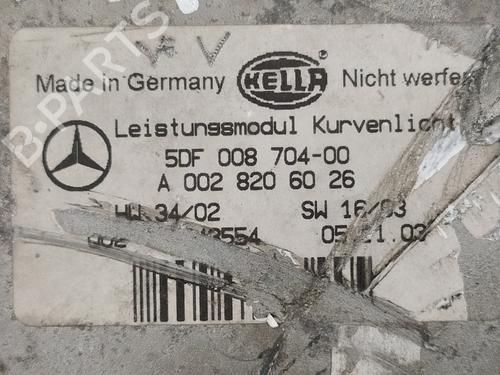 Made in Germany HELLA Nicht werfen
Leistungsmodul Kurvenlicht
5DF 008 704-00
A 002 820 60 26
HW 34/02 SW 16/03
B-PARTS